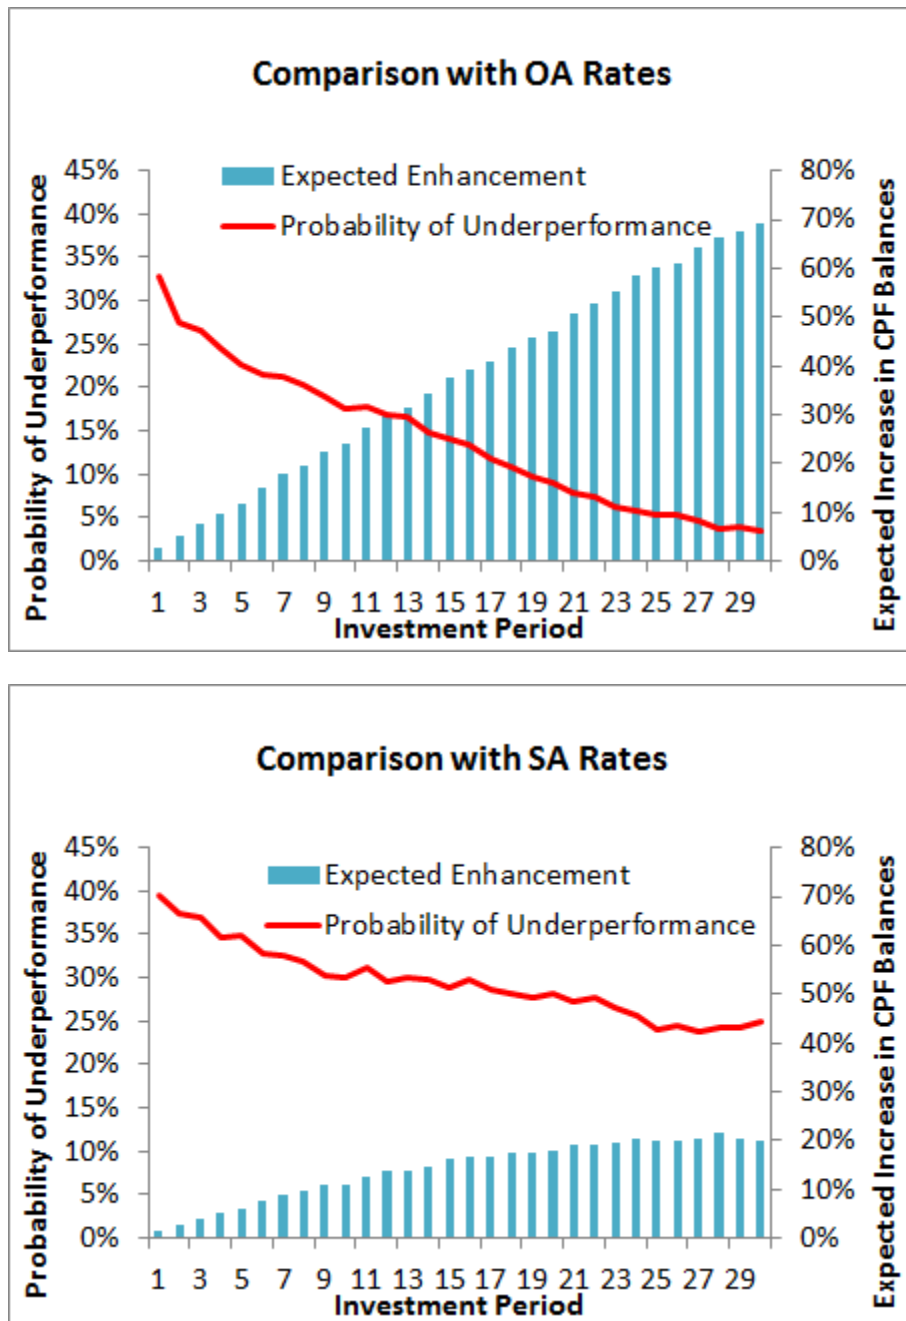 Comparison with OA Rates
Probability of Underperformance
45%
40%
35%
30%
25%
20%
15%
10%
5%
0%
Expected Enhancement
Probability of Underperformance
80%
70%
60%
50%
40%
30%
20%
10%
0%
Expected Increase in CPF Balances
1 3 5 7 9 11 13 15 17 19 21 23 25 27 29
Investment Period
Comparison with SA Rates
Probability of Underperformance
45%
40%
35%
30%
25%
20%
15%
10%
5%
0%
Expected Enhancement
Probability of Underperformance
80%
70%
60%
50%
40%
30%
20%
10%
0%
Expected Increase in CPF Balances
1 3 5 7 9 11 13 15 17 19 21 23 25 27 29
Investment Period